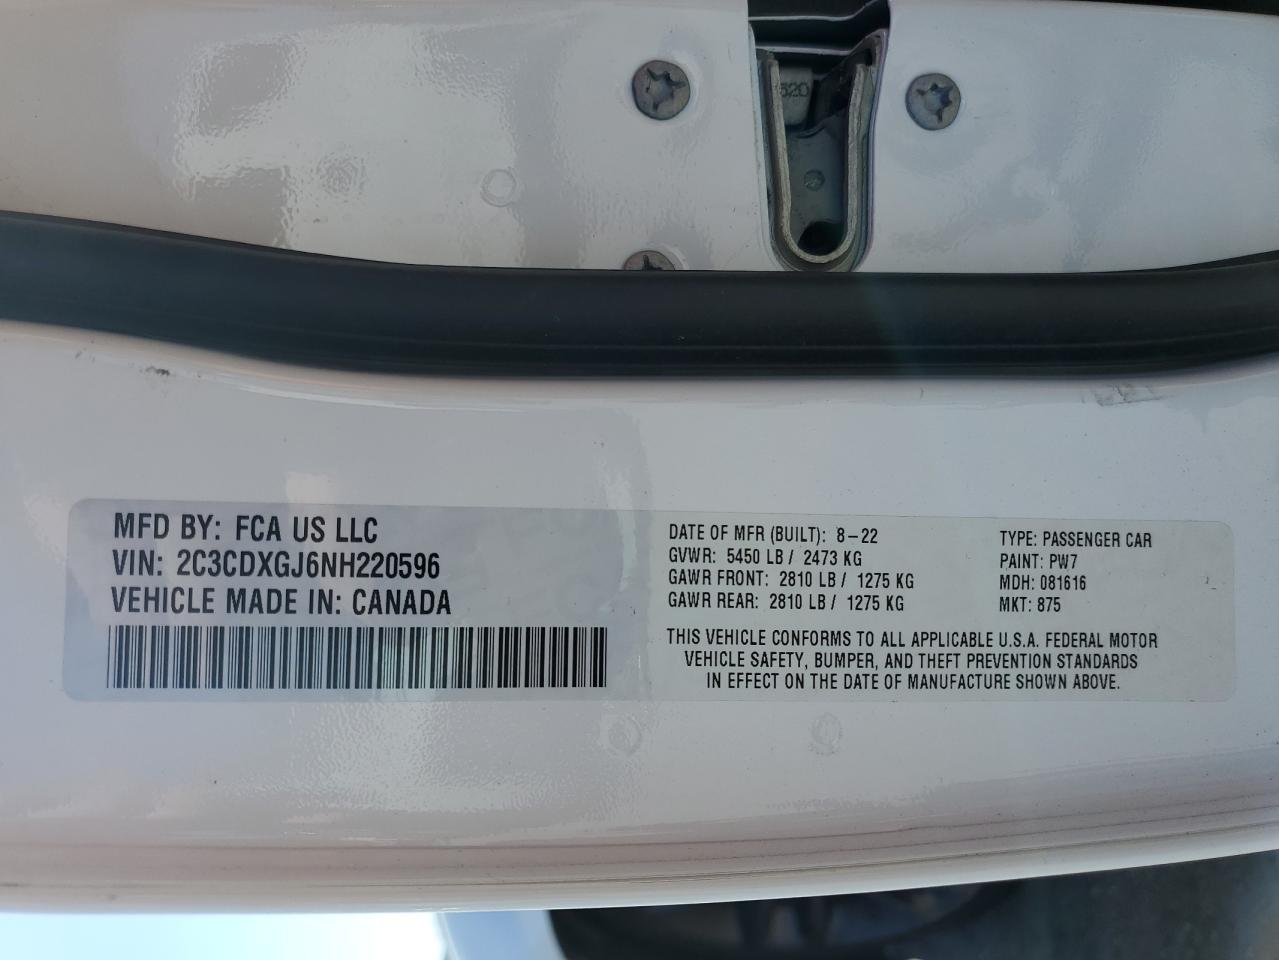 520
MFD BY: FCA US LLC
VIN: 2C3CDXGJ6NH220596
VEHICLE MADE IN: CANADA
DATE OF MFR (BUILT): 8-22
GVWR: 5450 LB / 2473 KG
GAWR FRONT: 2810 LB / 1275 KG
GAWR REAR: 2810 LB / 1275 KG
TYPE: PASSENGER CAR
PAINT: PW7
MDH: 081616
MKT: 875
THIS VEHICLE CONFORMS TO ALL APPLICABLE U.S.A. FEDERAL MOTOR
VEHICLE SAFETY, BUMPER, AND THEFT PREVENTION STANDARDS
IN EFFECT ON THE DATE OF MANUFACTURE SHOWN ABOVE.